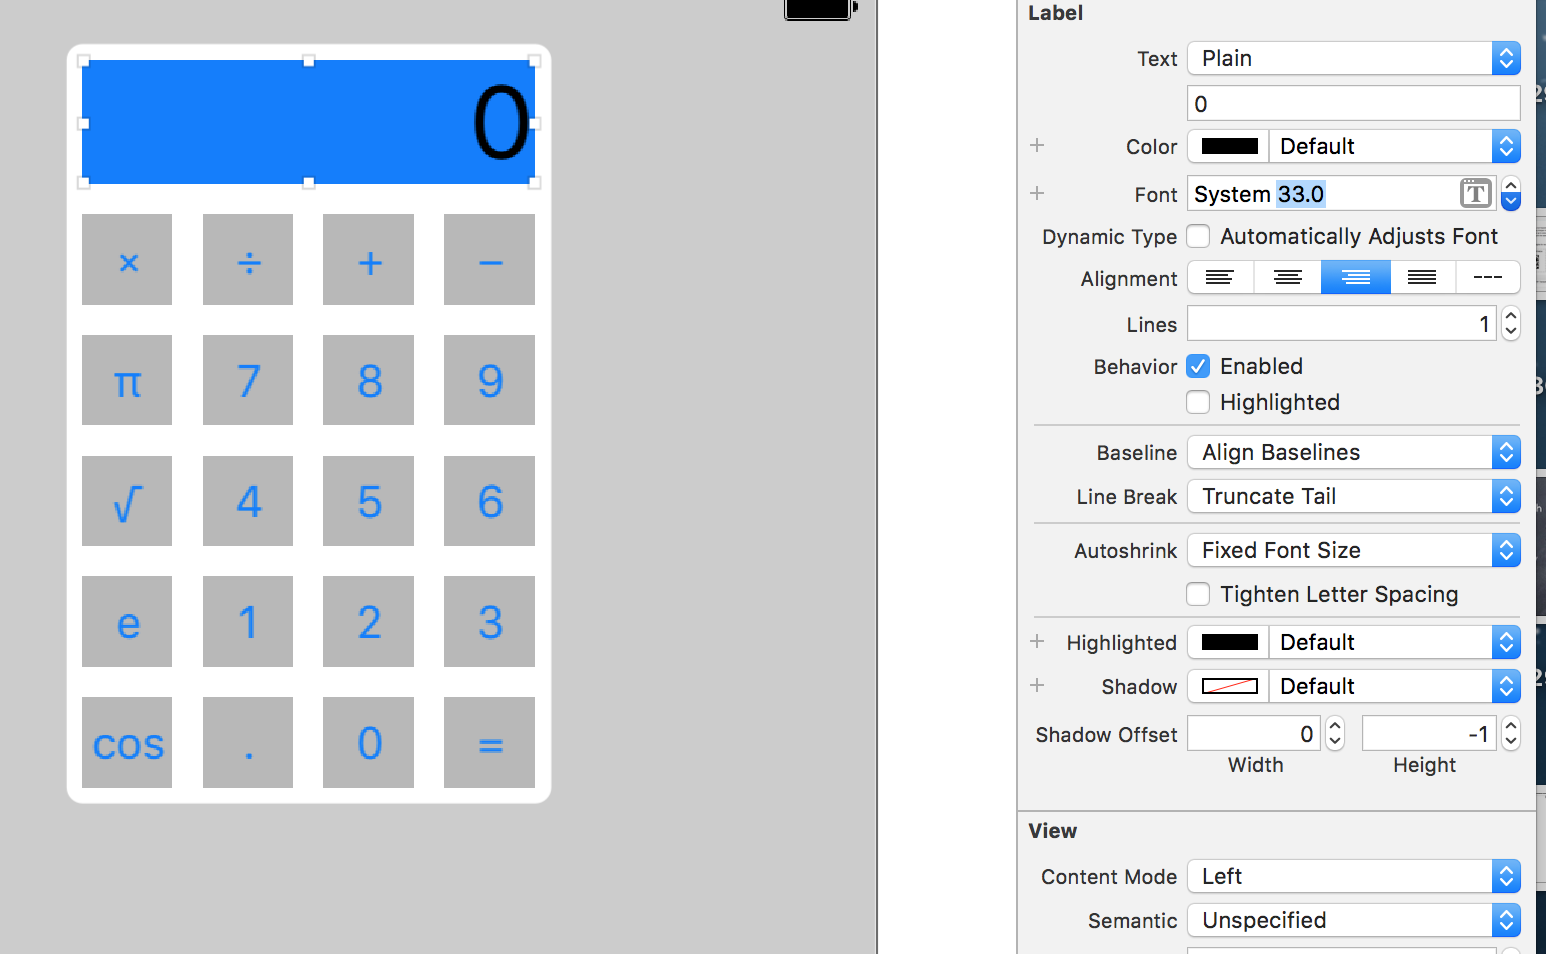 0
× ÷ + −
π 7 8 9
√ 4 5 6
e 1 2 3
cos . 0 =
Label
Text Plain
0
+ Color Default
+ Font System 33.0 T
Dynamic Type Automatically Adjusts Font
Alignment
Lines 1
Behavior Enabled
Highlighted
Baseline Align Baselines
Line Break Truncate Tail
Autoshrink Fixed Font Size
Tighten Letter Spacing
+ Highlighted Default
+ Shadow Default
Shadow Offset 0 -1
Width Height
View
Content Mode Left
Semantic Unspecified